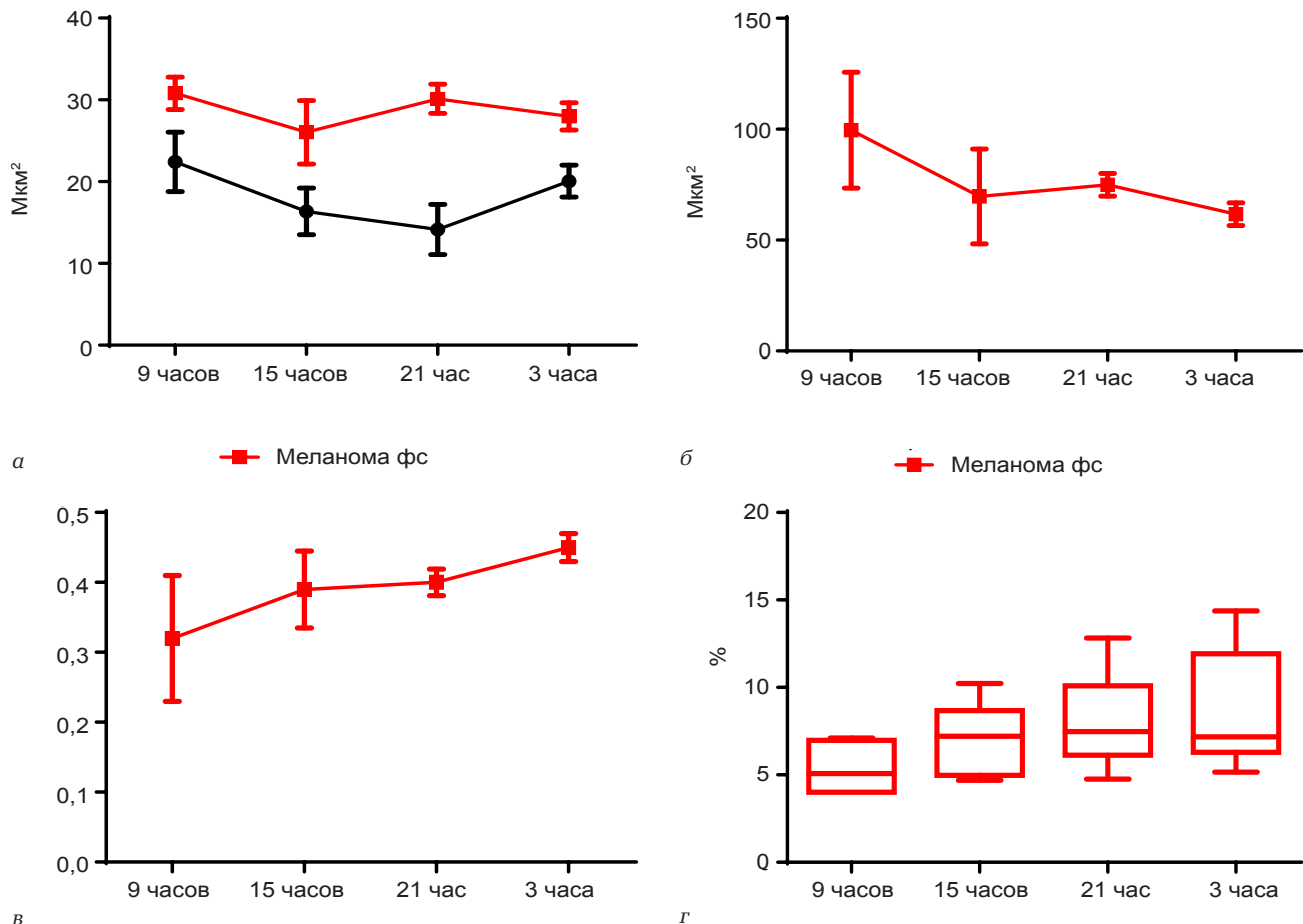 40
30
20
10
0
Мкм²
9 часов 15 часов 21 час 3 часа
а
150
100
50
0
Мкм²
9 часов 15 часов 21 час 3 часа
б
Меланома фс
0,5
0,4
0,3
0,2
0,1
0,0
9 часов 15 часов 21 час 3 часа
в
Меланома фс
20
15
10
5
0
%
9 часов 15 часов 21 час 3 часа
г